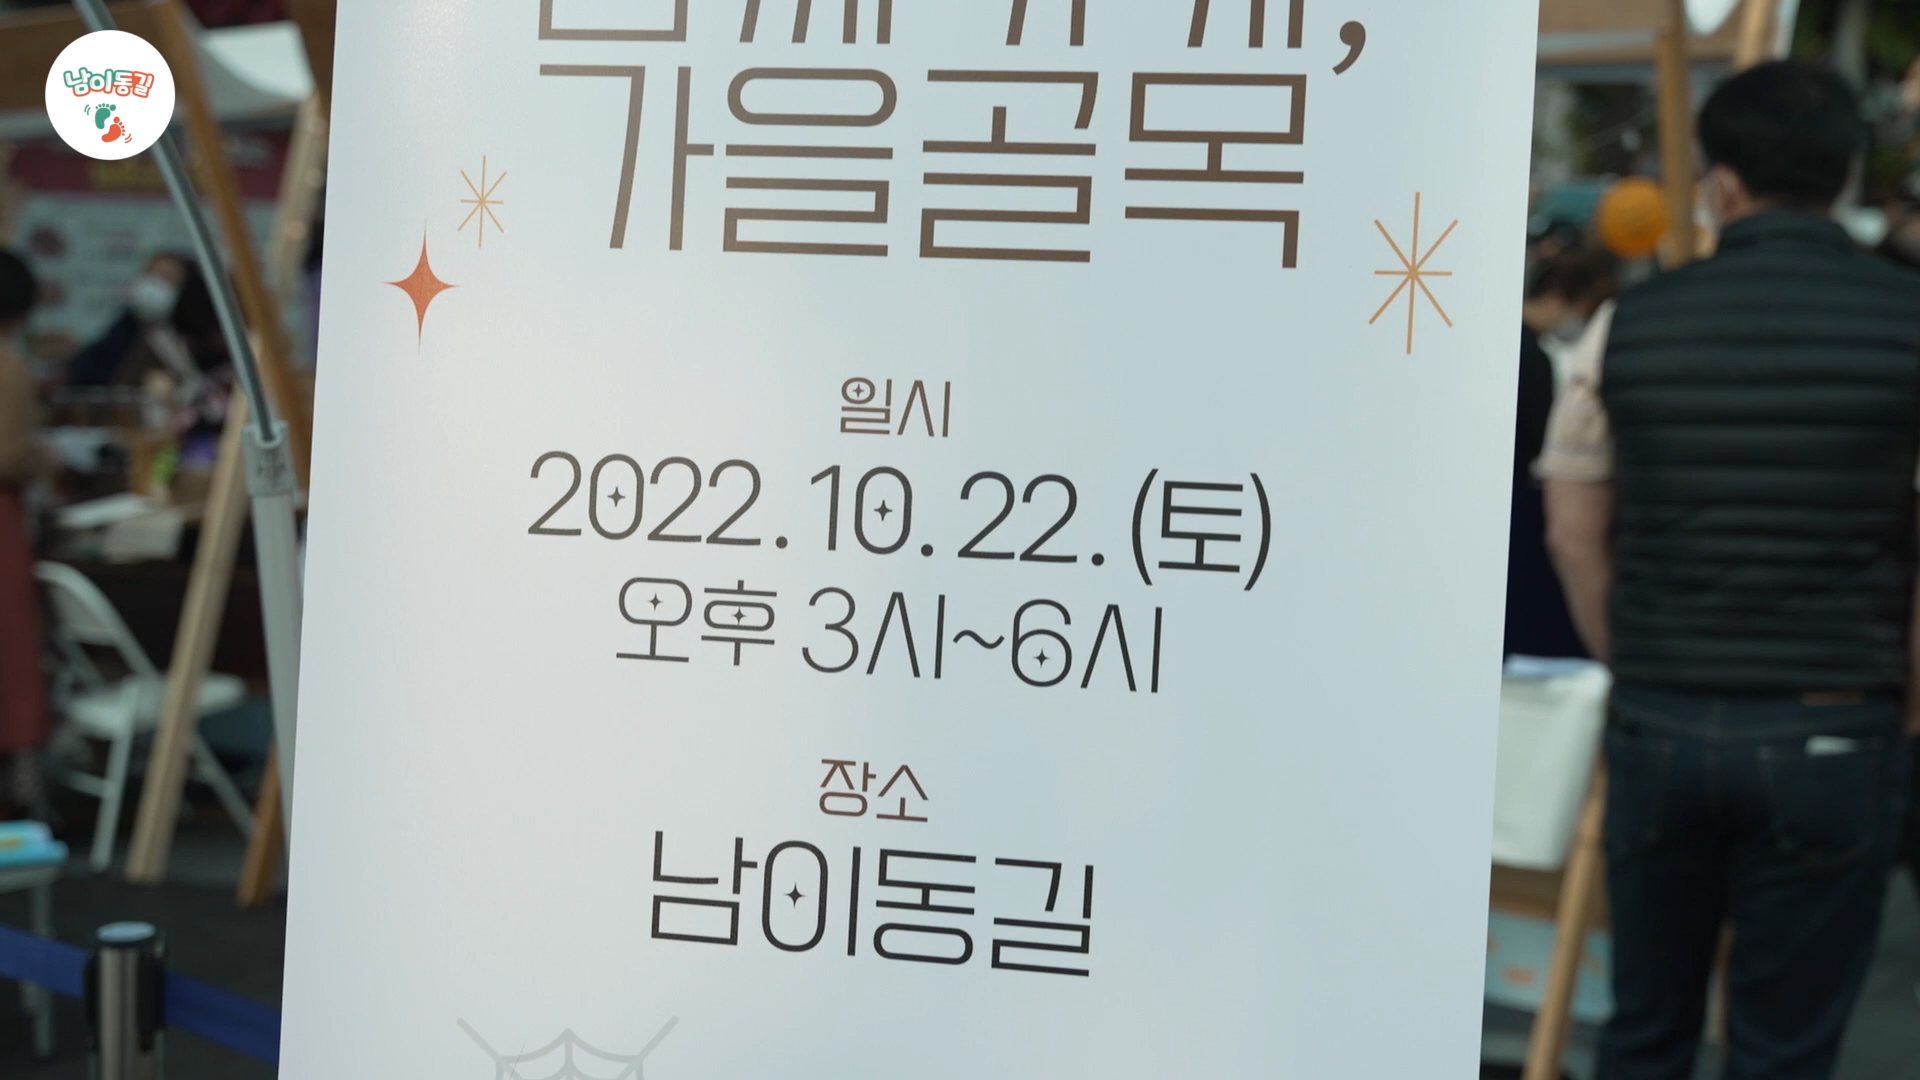 남이동길
가을골목
일시
2022.10.22.(토)
오후 3시~6시
장소
남이동길